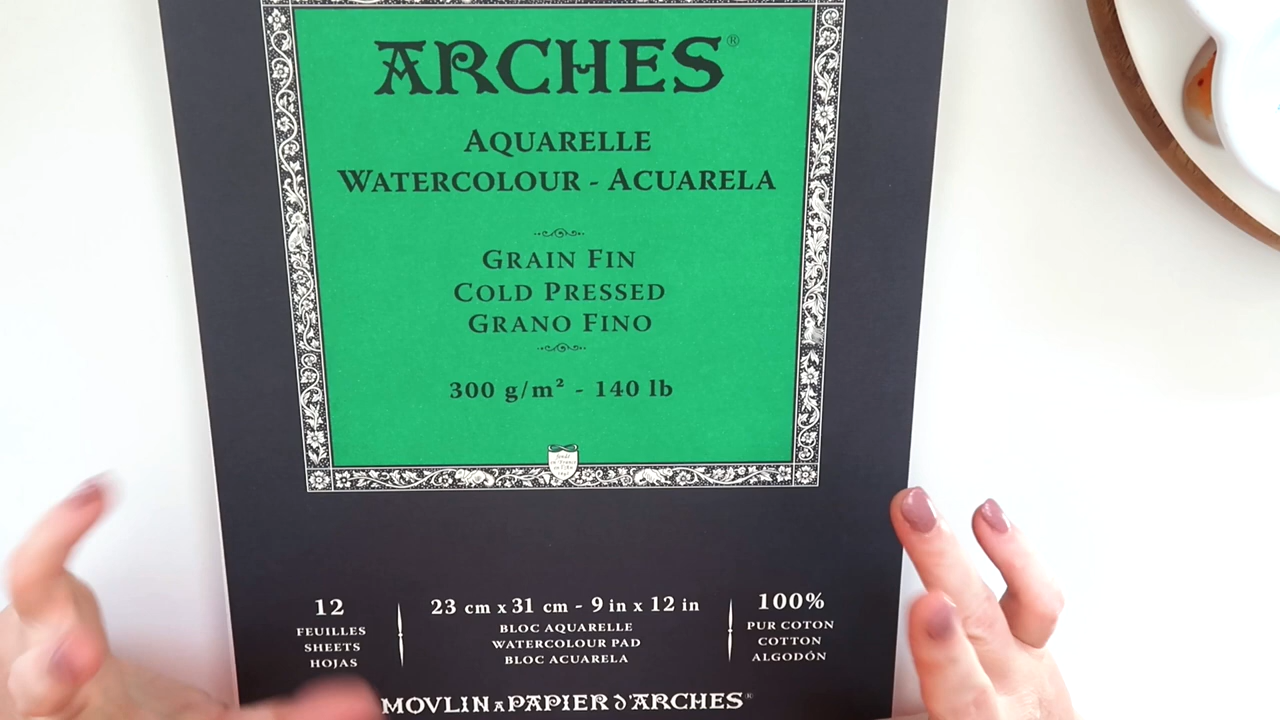 ARCHES®
AQUARELLE
WATERCOLOUR - ACUARELA
GRAIN FIN
COLD PRESSED
GRANO FINO
300 g/m² - 140 lb
12
FEUILLES
SHEETS
HOJAS
23 cm x 31 cm - 9 in x 12 in
BLOC AQUARELLE
WATERCOLOUR PAD
BLOC ACUARELA
100%
PUR COTON
COTTON
ALGODÓN
MOVLIN A PAPIER D'ARCHES®